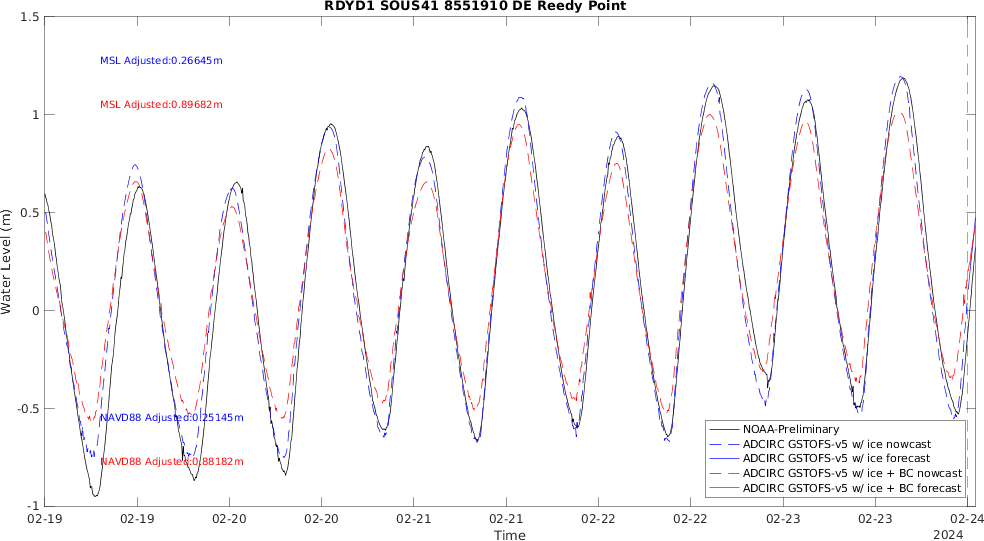 RDYD1 SOUS41 8551910 DE Reedy Point
1.5
1
0.5
0
-0.5
-1
Water Level (m)
MSL Adjusted:0.26645m
MSL Adjusted:0.89682m
NAVD88 Adjusted:0.25145m
NAVD88 Adjusted:0.88182m
NOAA-Preliminary
ADCIRC GSTOFS-v5 w/ ice nowcast
ADCIRC GSTOFS-v5 w/ ice forecast
ADCIRC GSTOFS-v5 w/ ice + BC nowcast
ADCIRC GSTOFS-v5 w/ ice + BC forecast
02-19 02-19 02-20 02-20 02-21 02-21 02-22 02-22 02-23 02-23 02-24
Time
2024